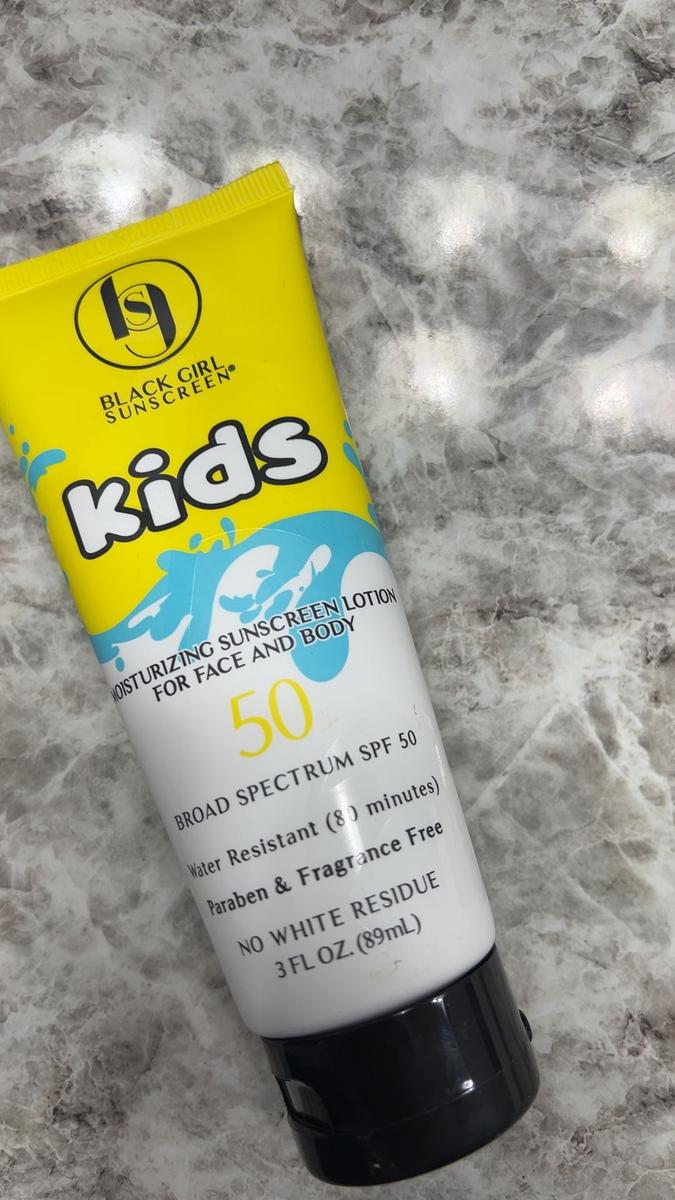 bsg
BLACK GIRL
SUNSCREEN®
kids
MOISTURIZING SUNSCREEN LOTION
FOR FACE AND BODY
50
BROAD SPECTRUM SPF 50
Water Resistant (80 minutes)
Paraben & Fragrance Free
NO WHITE RESIDUE
3 FL OZ. (89mL)